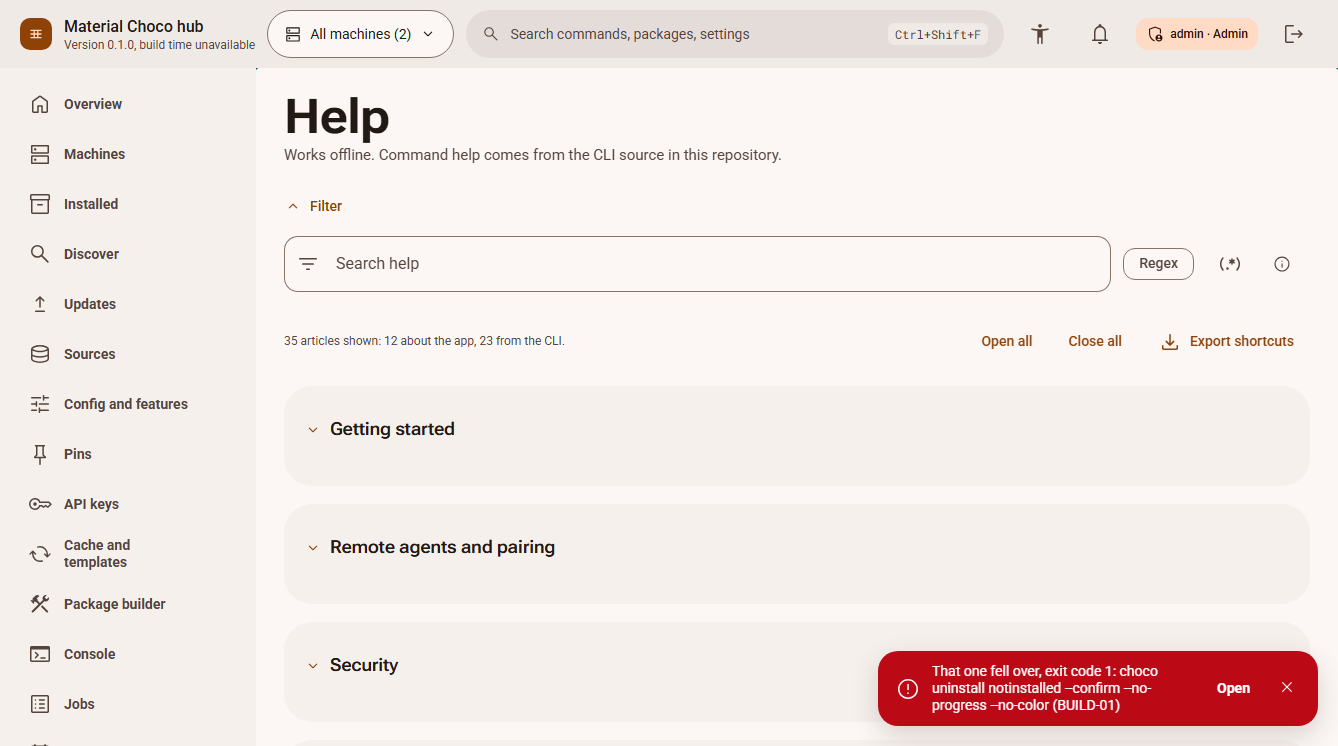 Material Choco hub
Version 0.1.0, build time unavailable
All machines (2)
Search commands, packages, settings
Ctrl+Shift+F
admin · Admin
Overview
Machines
Installed
Discover
Updates
Sources
Config and features
Pins
API keys
Cache and
templates
Package builder
Console
Jobs
Help
Works offline. Command help comes from the CLI source in this repository.
Filter
Search help
Regex
(.*)
35 articles shown: 12 about the app, 23 from the CLI.
Open all
Close all
Export shortcuts
Getting started
Remote agents and pairing
Security
That one fell over, exit code 1: choco
uninstall notinstalled --confirm --no-
progress --no-color (BUILD-01)
Open